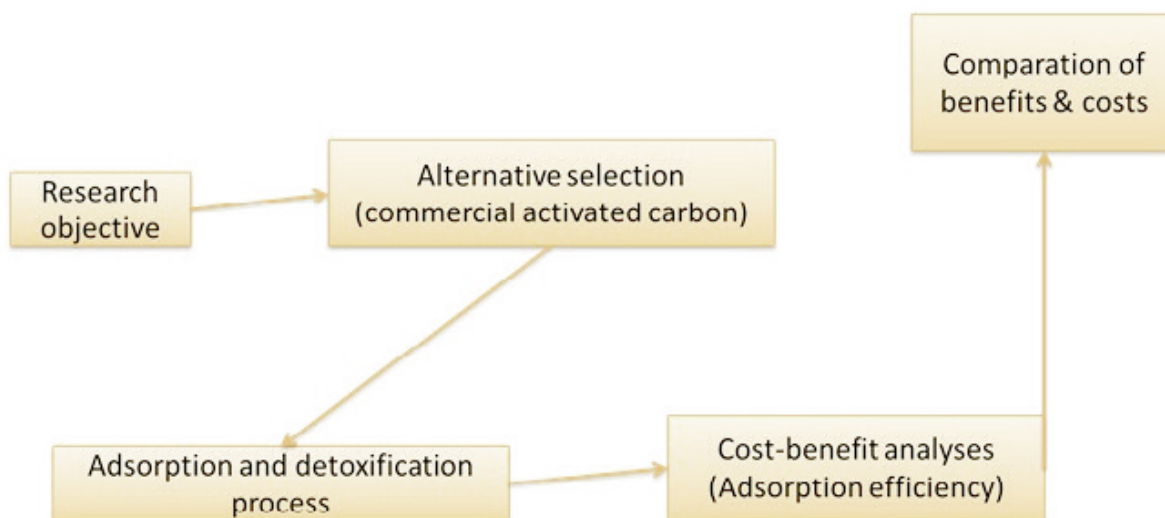 Research
objective
Alternative selection
(commercial activated carbon)
Adsorption and detoxification
process
Cost-benefit analyses
(Adsorption efficiency)
Comparation of
benefits & costs